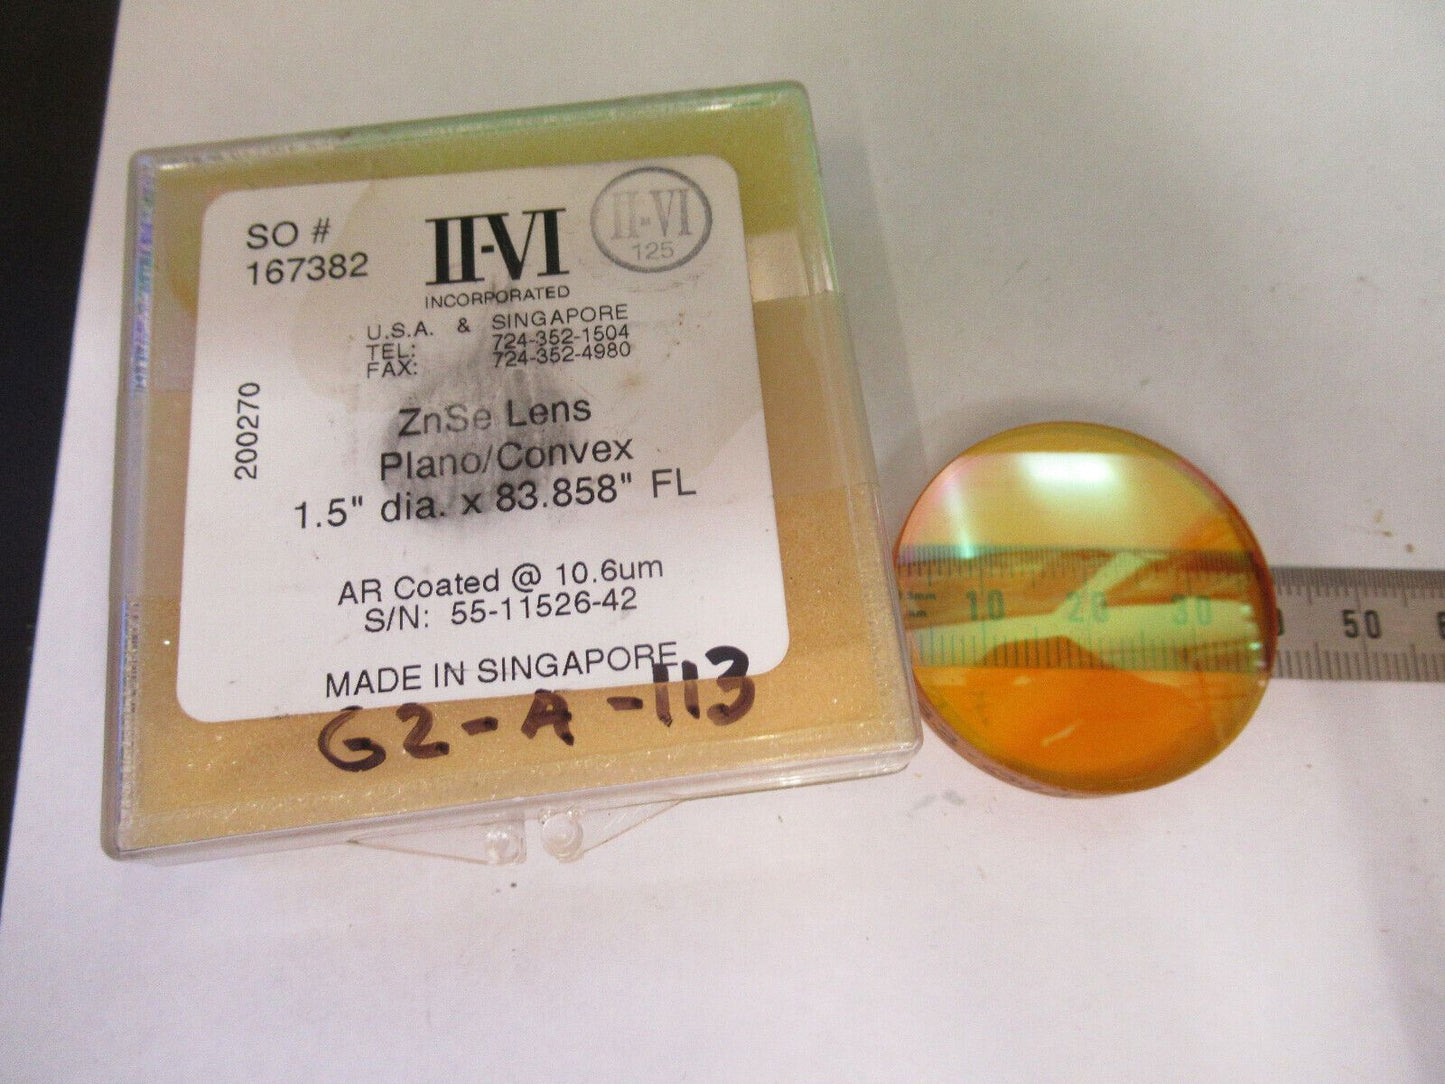 SO #
167382
II-VI
INCORPORATED
II-VI
125
U.S.A. & SINGAPORE
TEL: 724-352-1504
FAX: 724-352-4980
200270
ZnSe Lens
Plano/Convex
1.5" dia. x 83.858" FL
AR Coated @ 10.6um
S/N: 55-11526-42
MADE IN SINGAPORE
G2-A-113
10 20 30 50